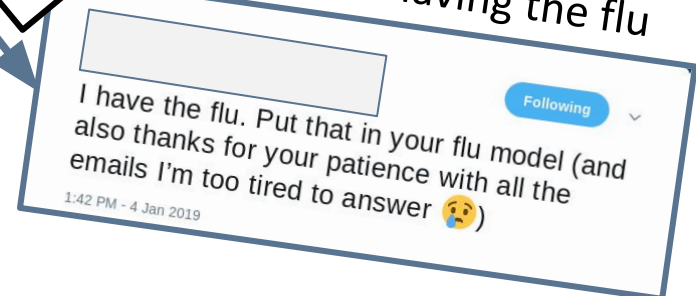 the flu
Following
I have the flu. Put that in your flu model (and
also thanks for your patience with all the
emails I’m too tired to answer 😢)
1:42 PM - 4 Jan 2019